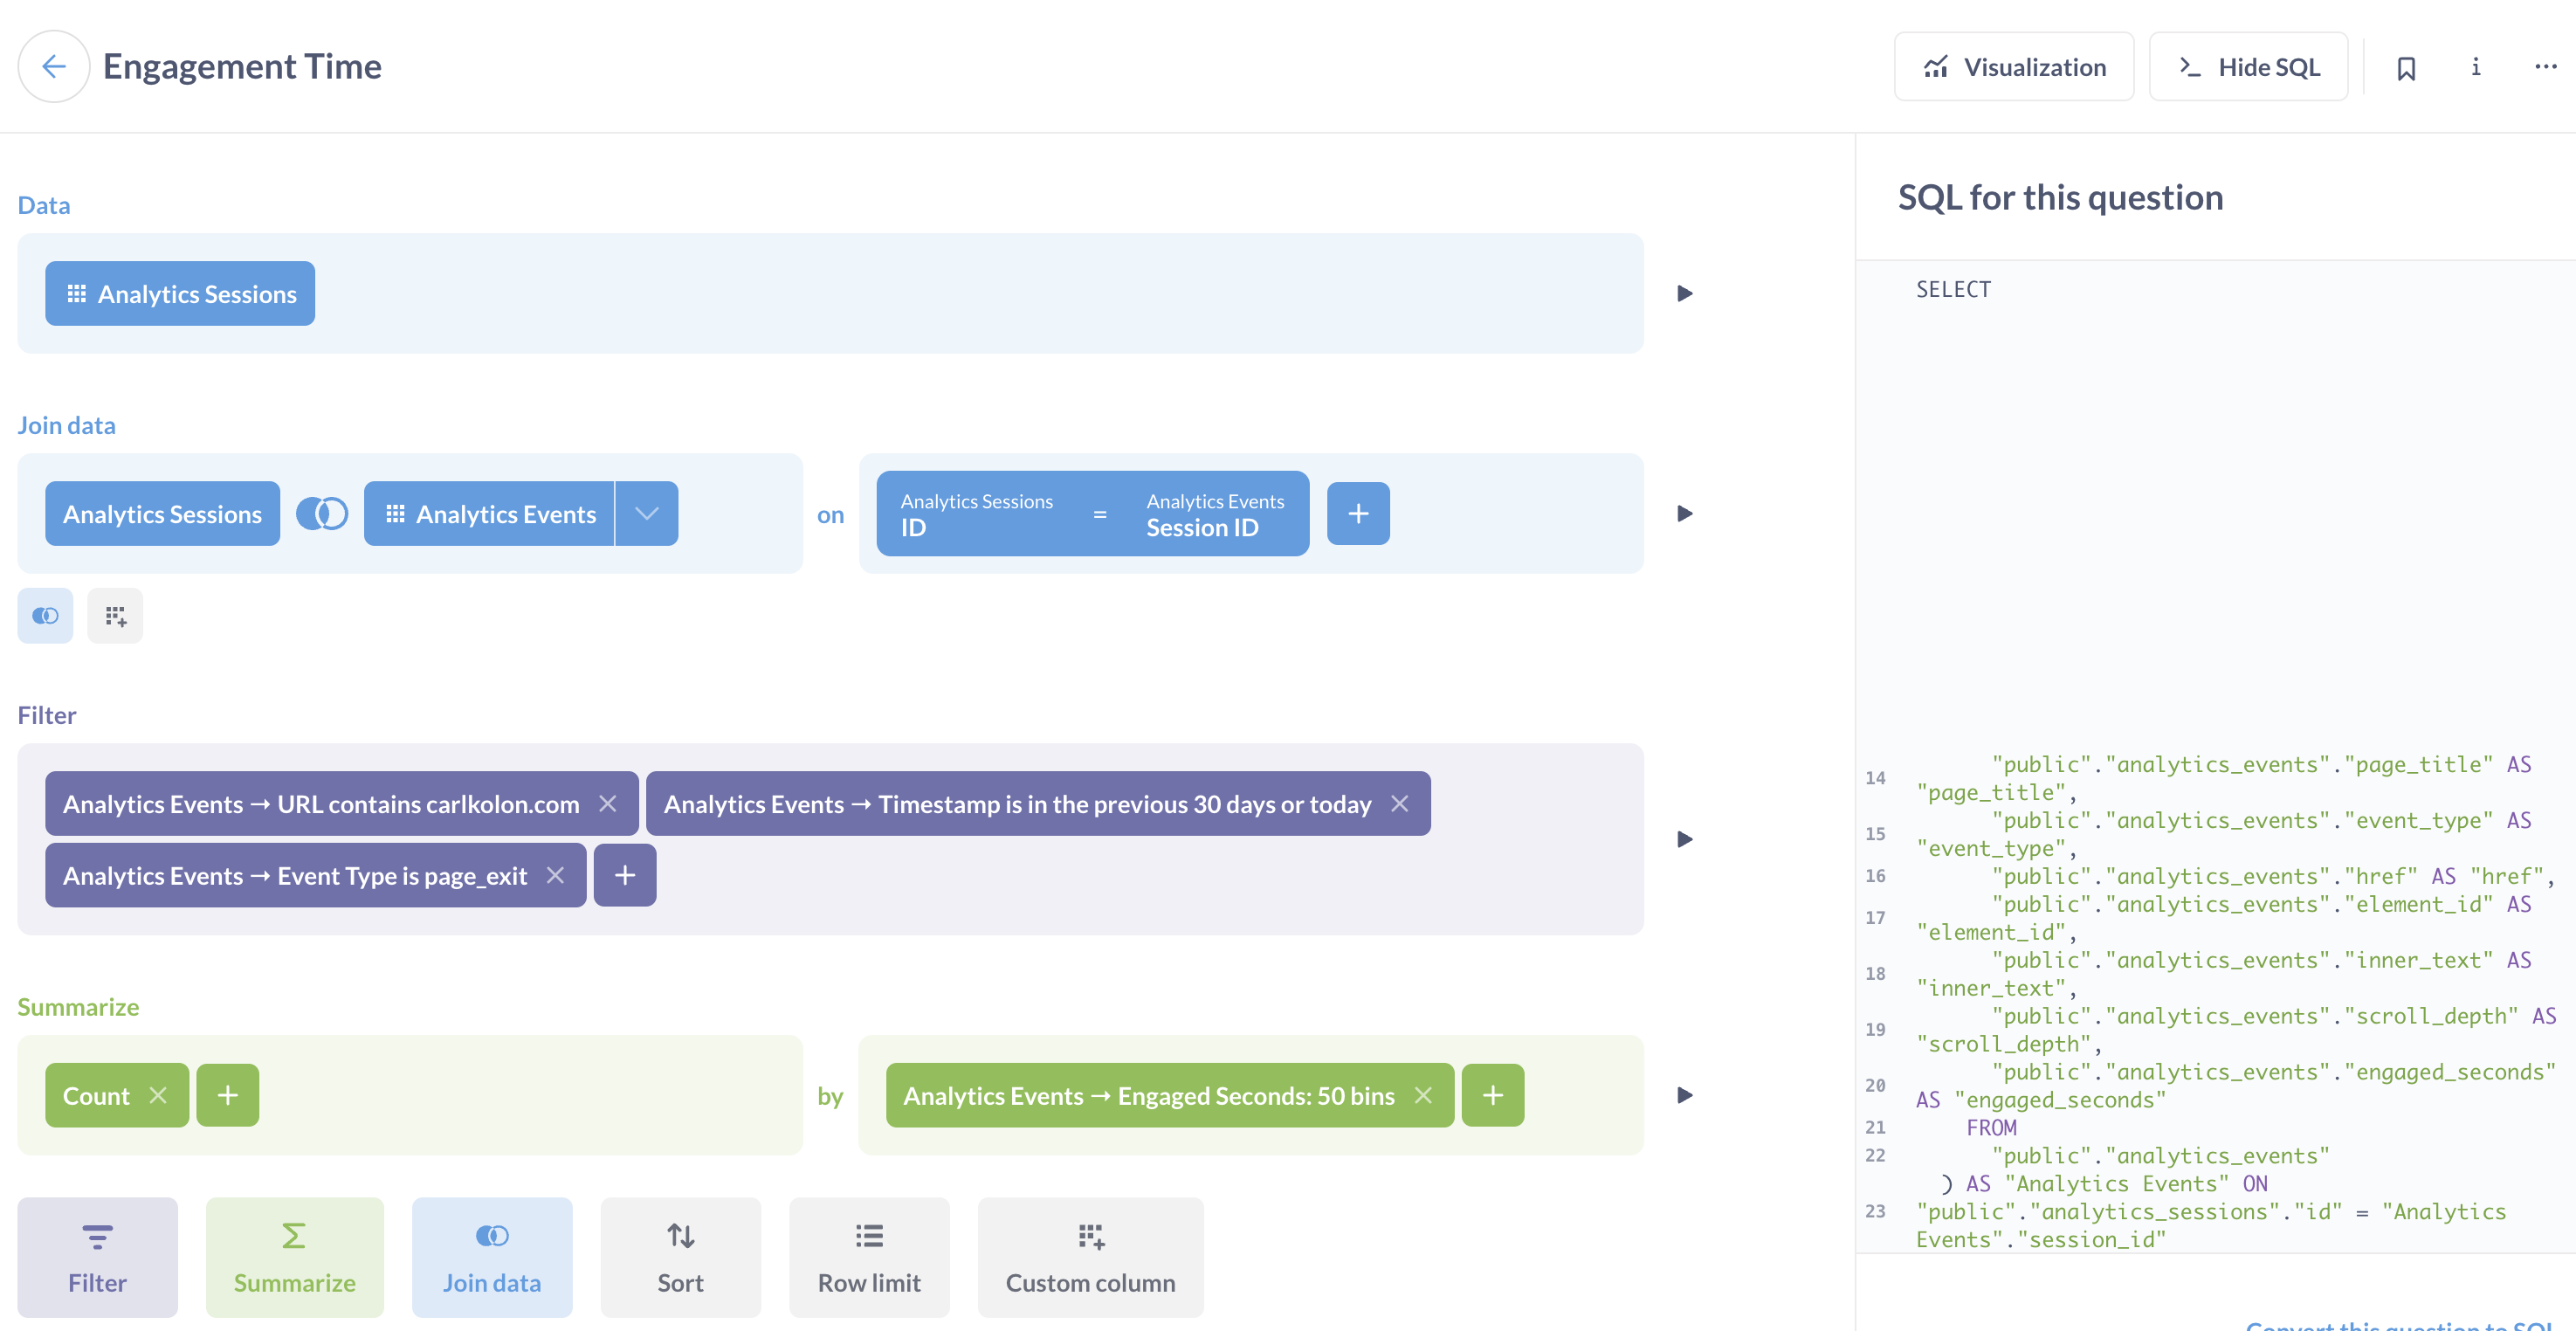 Engagement Time
Visualization
Hide SQL
Data
Analytics Sessions
Join data
Analytics Sessions
Analytics Events
on
Analytics Sessions
ID
=
Analytics Events
Session ID
Filter
Analytics Events → URL contains carlkolon.com
Analytics Events → Timestamp is in the previous 30 days or today
Analytics Events → Event Type is page_exit
Summarize
Count
by
Analytics Events → Engaged Seconds: 50 bins
Filter
Summarize
Join data
Sort
Row limit
Custom column
SQL for this question
SELECT
14 "public"."analytics_events"."page_title" AS
"page_title",
15 "public"."analytics_events"."event_type" AS
"event_type",
16 "public"."analytics_events"."href" AS "href",
17 "public"."analytics_events"."element_id" AS
"element_id",
18 "public"."analytics_events"."inner_text" AS
"inner_text",
19 "public"."analytics_events"."scroll_depth" AS
"scroll_depth",
20 "public"."analytics_events"."engaged_seconds"
AS "engaged_seconds"
21 FROM
22 "public"."analytics_events"
23 ) AS "Analytics Events" ON
"public"."analytics_sessions"."id" = "Analytics
Events"."session_id"
Convert this question to SQL